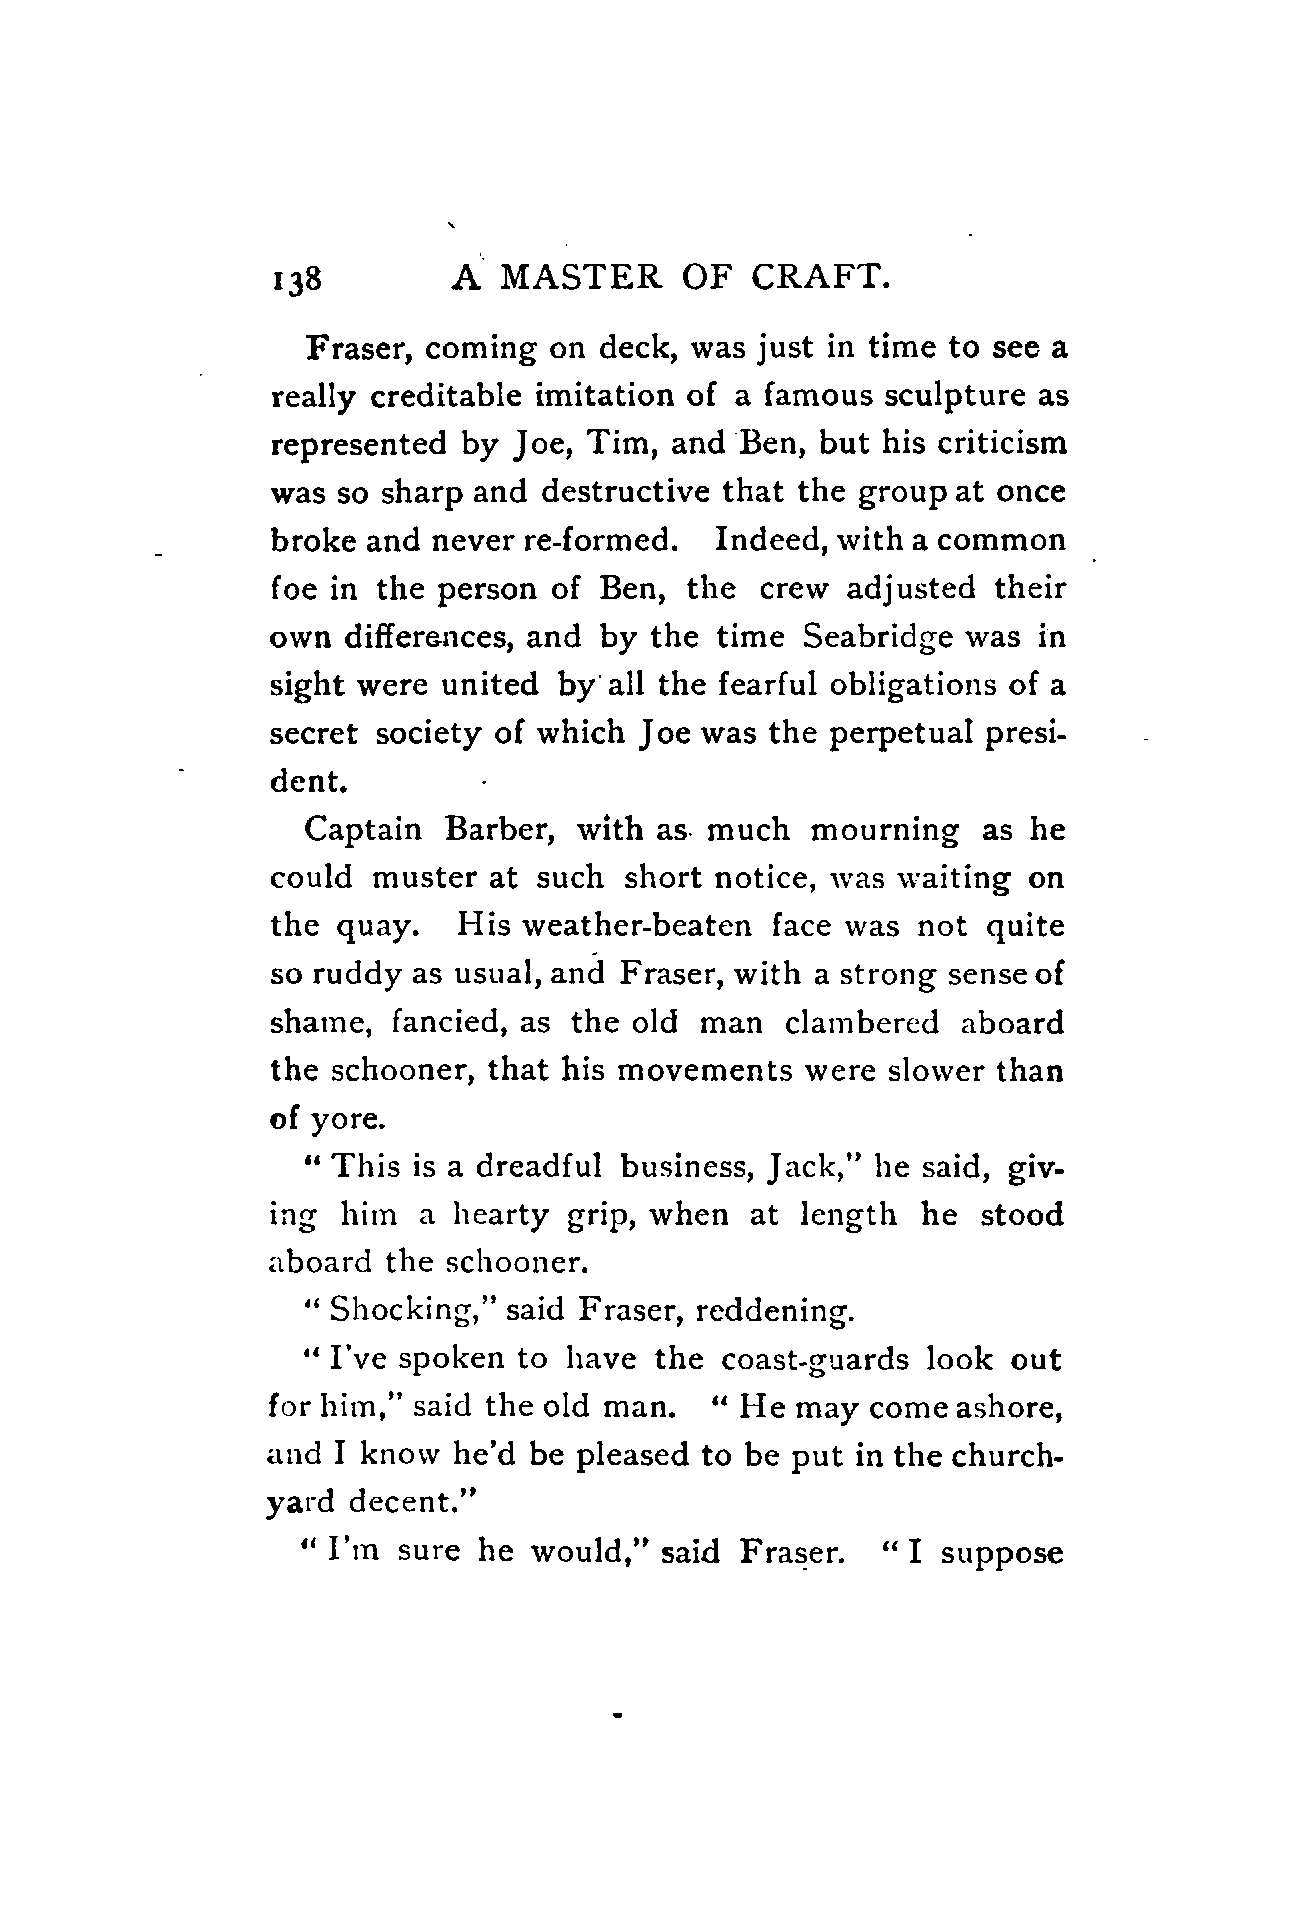 138 A MASTER OF CRAFT.
Fraser, coming on deck, was just in time to see a
really creditable imitation of a famous sculpture as
represented by Joe, Tim, and Ben, but his criticism
was so sharp and destructive that the group at once
broke and never re-formed. Indeed, with a common
foe in the person of Ben, the crew adjusted their
own differences, and by the time Seabridge was in
sight were united by all the fearful obligations of a
secret society of which Joe was the perpetual presi-
dent.
Captain Barber, with as much mourning as he
could muster at such short notice, was waiting on
the quay. His weather-beaten face was not quite
so ruddy as usual, and Fraser, with a strong sense of
shame, fancied, as the old man clambered aboard
the schooner, that his movements were slower than
of yore.
" This is a dreadful business, Jack," he said, giv-
ing him a hearty grip, when at length he stood
aboard the schooner.
" Shocking," said Fraser, reddening.
" I've spoken to have the coast-guards look out
for him," said the old man. " He may come ashore,
and I know he'd be pleased to be put in the church-
yard decent."
" I'm sure he would," said Fraser. " I suppose